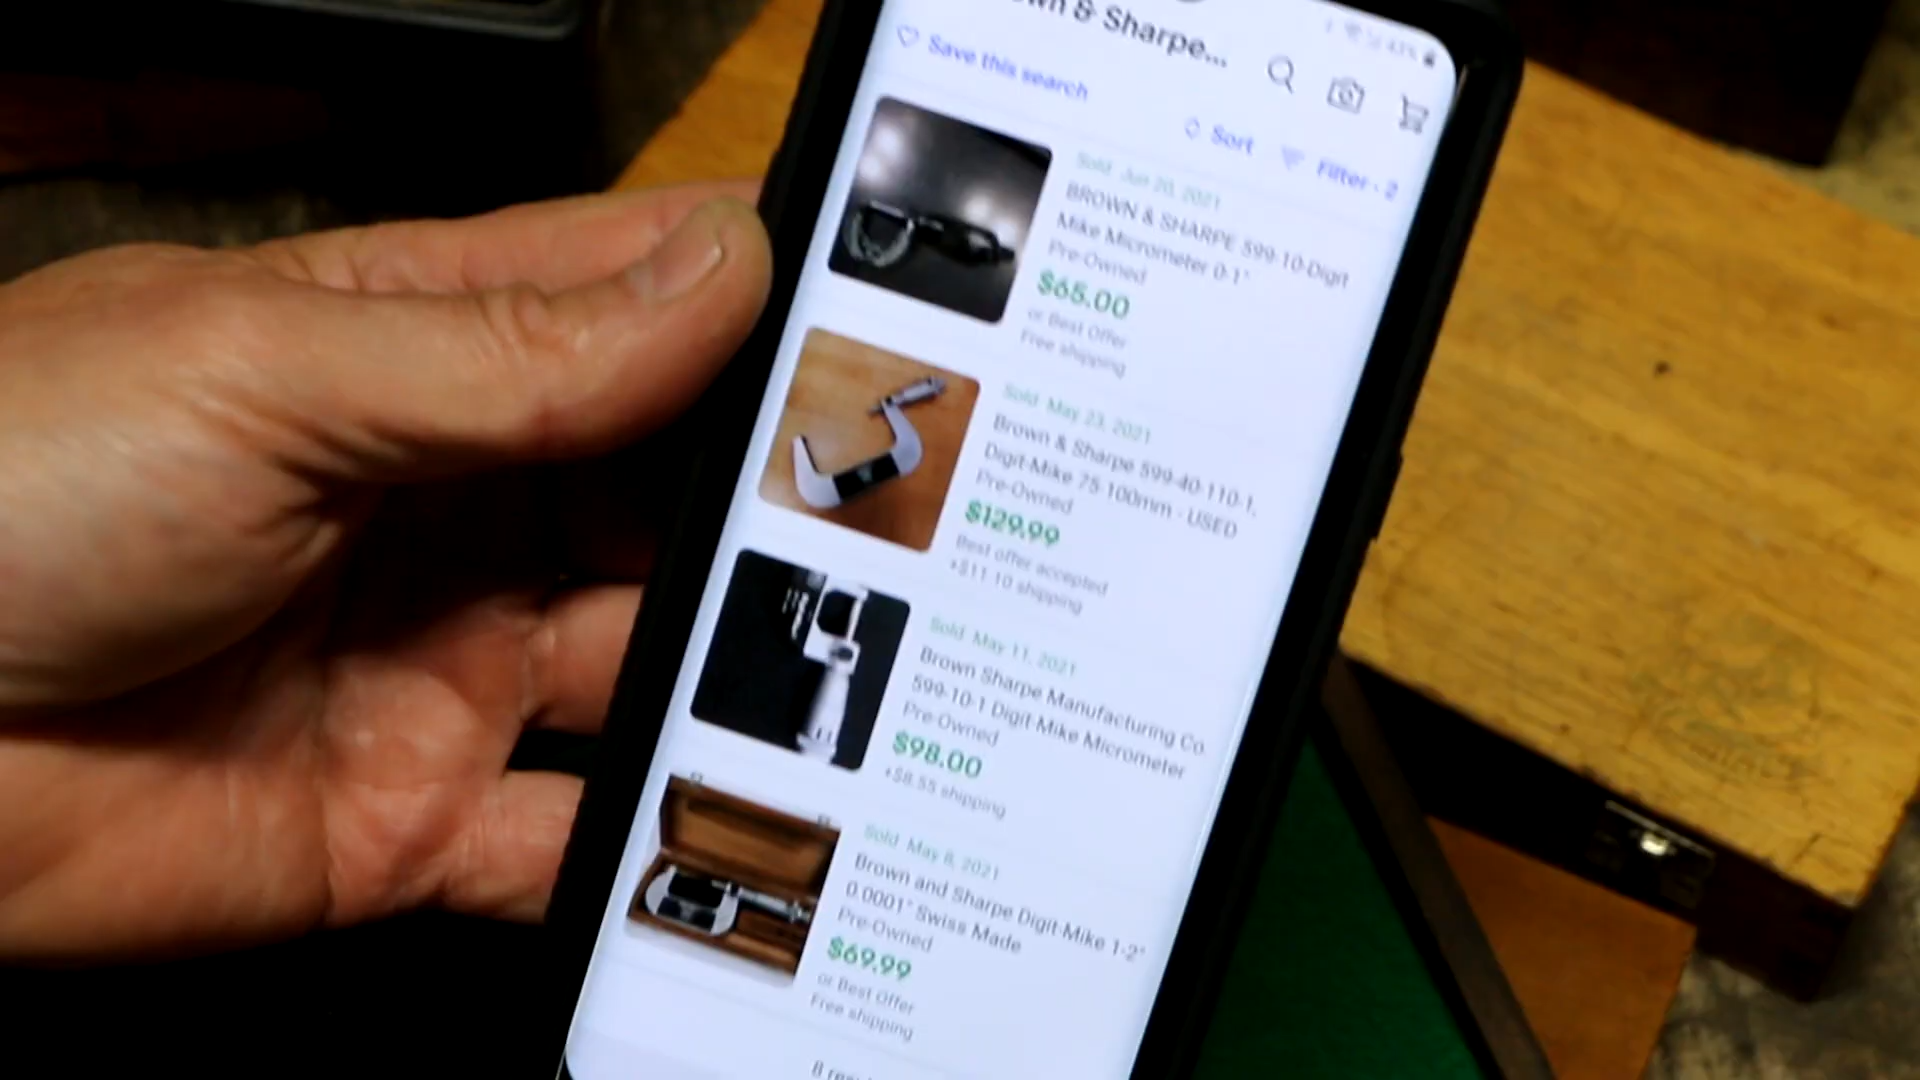 & Sharpe...
Save this search
Sort
Filter - 2
Sold Jun 20, 2021
BROWN & SHARPE 599-10-Digit
Mike Micrometer 0-1"
Pre-Owned
$65.00
or Best Offer
Free shipping
Sold May 23, 2021
Brown & Sharpe 599-40-110-1,
Digit-Mike 75-100mm - USED
Pre-Owned
$129.99
Best offer accepted
+$11.10 shipping
Sold May 11, 2021
Brown Sharpe Manufacturing Co.
599-10-1 Digit-Mike Micrometer
Pre-Owned
$98.00
+$8.55 shipping
Sold May 8, 2021
Brown and Sharpe Digit-Mike 1-2"
0.0001" Swiss Made
Pre-Owned
$69.99
or Best Offer
Free shipping